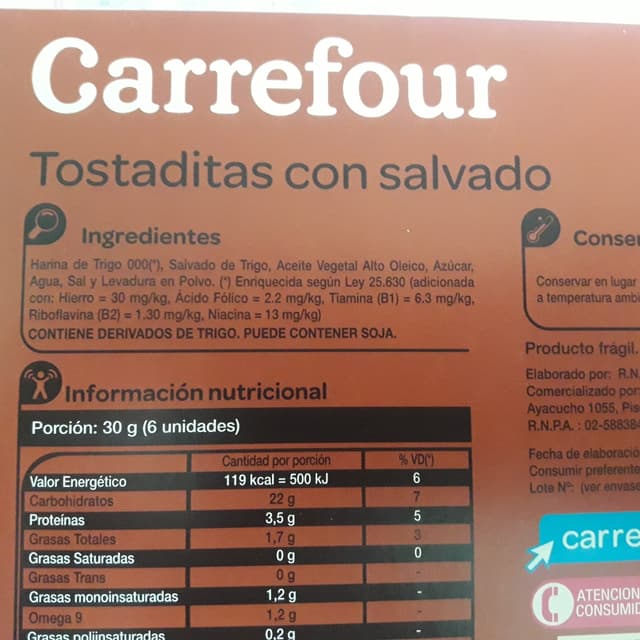 Carrefour
Tostaditas con salvado
Ingredientes
Harina de Trigo 000(*), Salvado de Trigo, Aceite Vegetal Alto Oleico, Azúcar,
Agua, Sal y Levadura en Polvo. (*) Enriquecida según Ley 25.630 (adicionada
con: Hierro = 30 mg/kg, Ácido Fólico = 2.2 mg/kg, Tiamina (B1) = 6.3 mg/kg,
Riboflavina (B2) = 1.30 mg/kg, Niacina = 13 mg/kg)
CONTIENE DERIVADOS DE TRIGO. PUEDE CONTENER SOJA.
Información nutricional
Porción: 30 g (6 unidades)
Cantidad por porción % VD(*)
Valor Energético 119 kcal = 500 kJ 6
Carbohidratos 22 g 7
Proteínas 3,5 g 5
Grasas Totales 1,7 g 3
Grasas Saturadas 0 g 0
Grasas Trans 0 g -
Grasas monoinsaturadas 1,2 g -
Omega 9 1,2 g -
Grasas poliinsaturadas 0,2 g
Conser
Conservar en lugar
a temperatura ambi
Producto frágil.
Elaborado por: R.N.
Comercializado por:
Ayacucho 1055, Pis
R.N.P.A. : 02-588384
Fecha de elaboració
Consumir preferente
Lote Nº: (ver envase
carre
ATENCION
CONSUMID